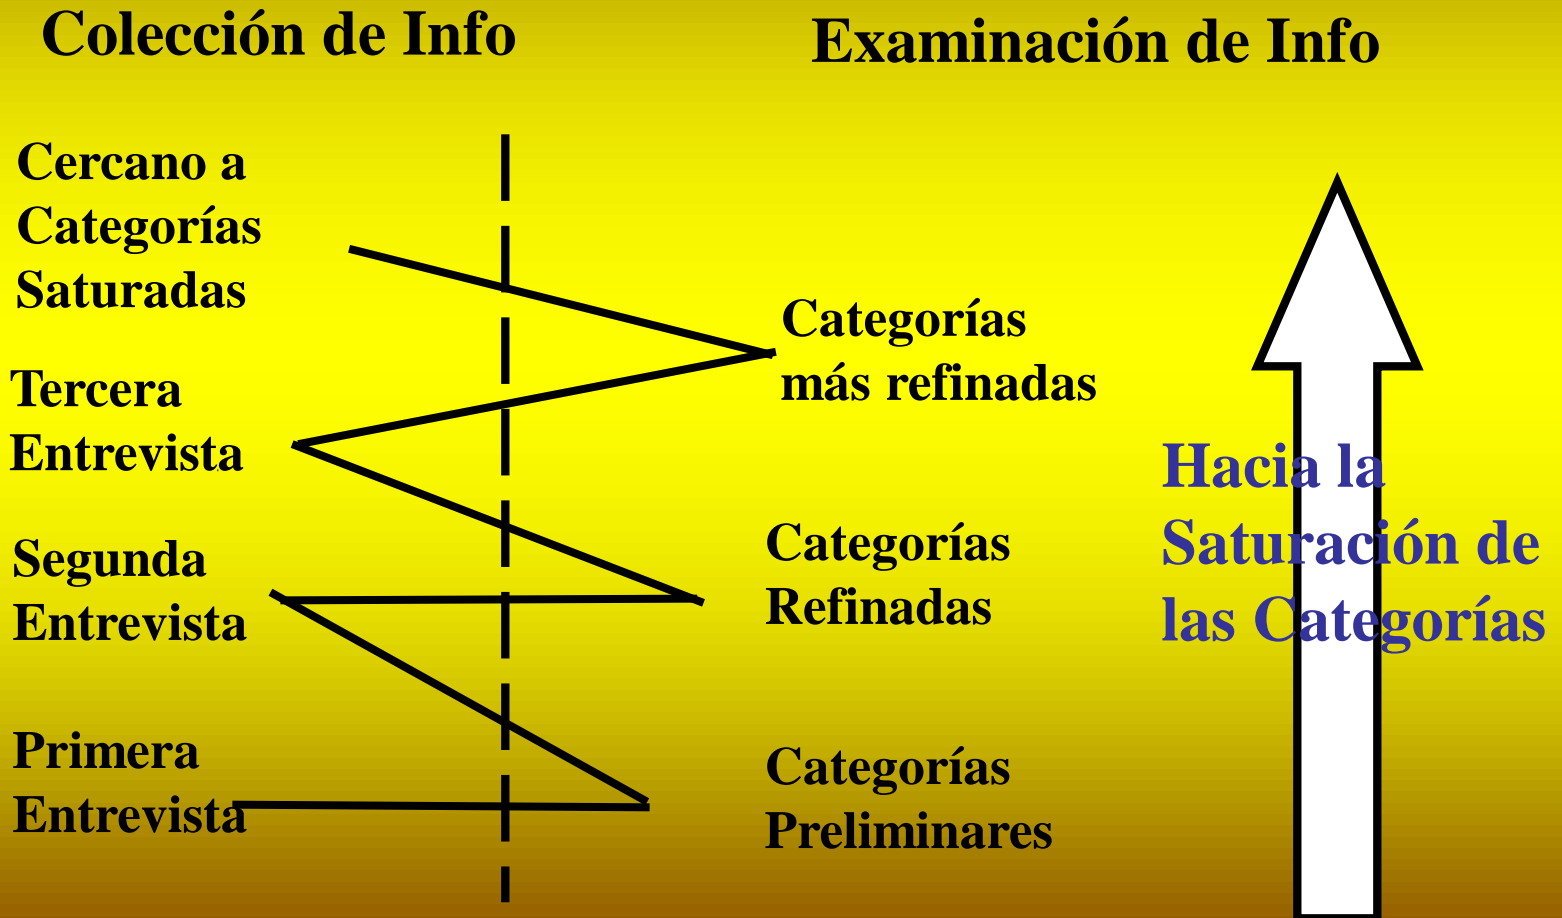 Colección de Info
Examinación de Info
Cercano a
Categorías
Saturadas
Categorías
más refinadas
Tercera
Entrevista
Hacia la
Saturación de
las Categorías
Categorías
Refinadas
Segunda
Entrevista
Primera
Entrevista
Categorías
Preliminares